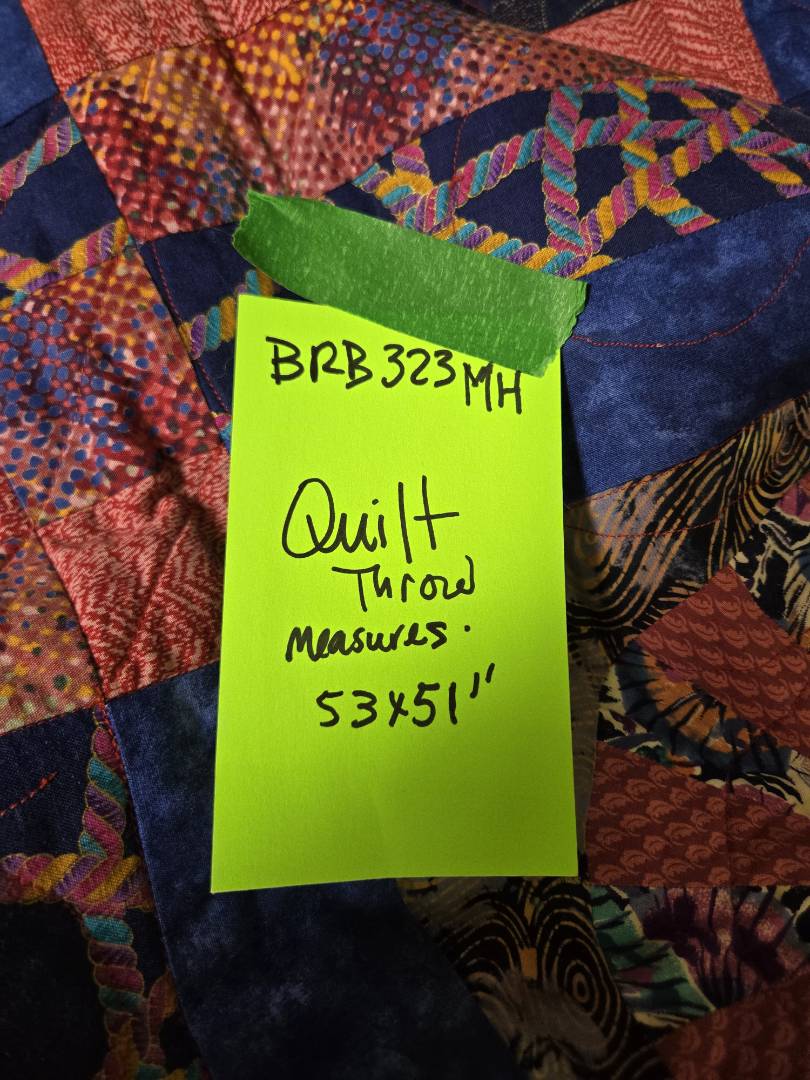 BRB323MH
Quilt
Throw
Measures.
53x51"